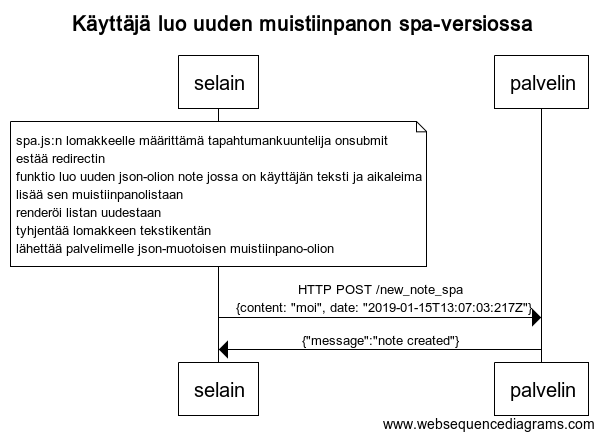 Käyttäjä luo uuden muistiinpanon spa-versiossa
selain
palvelin
spa.js:n lomakkeelle määrittämä tapahtumankuuntelija onsubmit
estää redirectin
funktio luo uuden json-olion note jossa on käyttäjän teksti ja aikaleima
lisää sen muistiinpanolistaan
renderöi listan uudestaan
tyhjentää lomakkeen tekstikentän
lähettää palvelimelle json-muotoisen muistiinpano-olion
HTTP POST /new_note_spa
{content: "moi", date: "2019-01-15T13:07:03:217Z"}
{"message":"note created"}
selain
palvelin
www.websequencediagrams.com